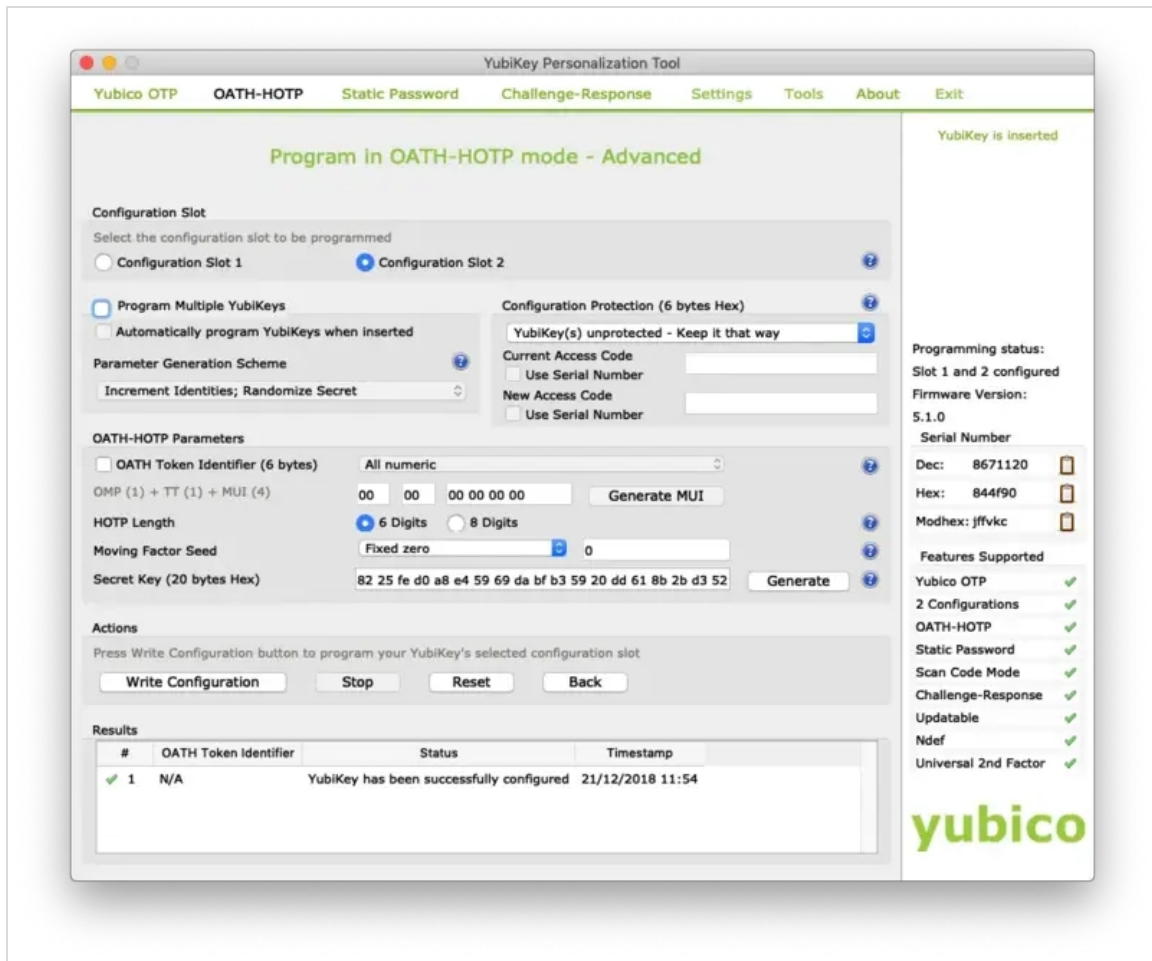 YubiKey Personalization Tool
Yubico OTP OATH-HOTP Static Password Challenge-Response Settings Tools About Exit
YubiKey is inserted
Program in OATH-HOTP mode - Advanced
Configuration Slot
Select the configuration slot to be programmed
Configuration Slot 1 Configuration Slot 2
Program Multiple YubiKeys
Automatically program YubiKeys when inserted
Parameter Generation Scheme
Increment Identities; Randomize Secret
Configuration Protection (6 bytes Hex)
YubiKey(s) unprotected - Keep it that way
Current Access Code
Use Serial Number
New Access Code
Use Serial Number
OATH-HOTP Parameters
OATH Token Identifier (6 bytes) All numeric
OMP (1) + TT (1) + MUI (4) 00 00 00 00 00 00 Generate MUI
HOTP Length 6 Digits 8 Digits
Moving Factor Seed Fixed zero 0
Secret Key (20 bytes Hex) 82 25 fe d0 a8 e4 59 69 da bf b3 59 20 dd 61 8b 2b d3 52 Generate
Actions
Press Write Configuration button to program your YubiKey's selected configuration slot
Write Configuration Stop Reset Back
Results
# OATH Token Identifier Status Timestamp
1 N/A YubiKey has been successfully configured 21/12/2018 11:54
Programming status:
Slot 1 and 2 configured
Firmware Version:
5.1.0
Serial Number
Dec: 8671120
Hex: 844f90
Modhex: jffvkc
Features Supported
Yubico OTP
2 Configurations
OATH-HOTP
Static Password
Scan Code Mode
Challenge-Response
Updatable
Ndef
Universal 2nd Factor
yubico